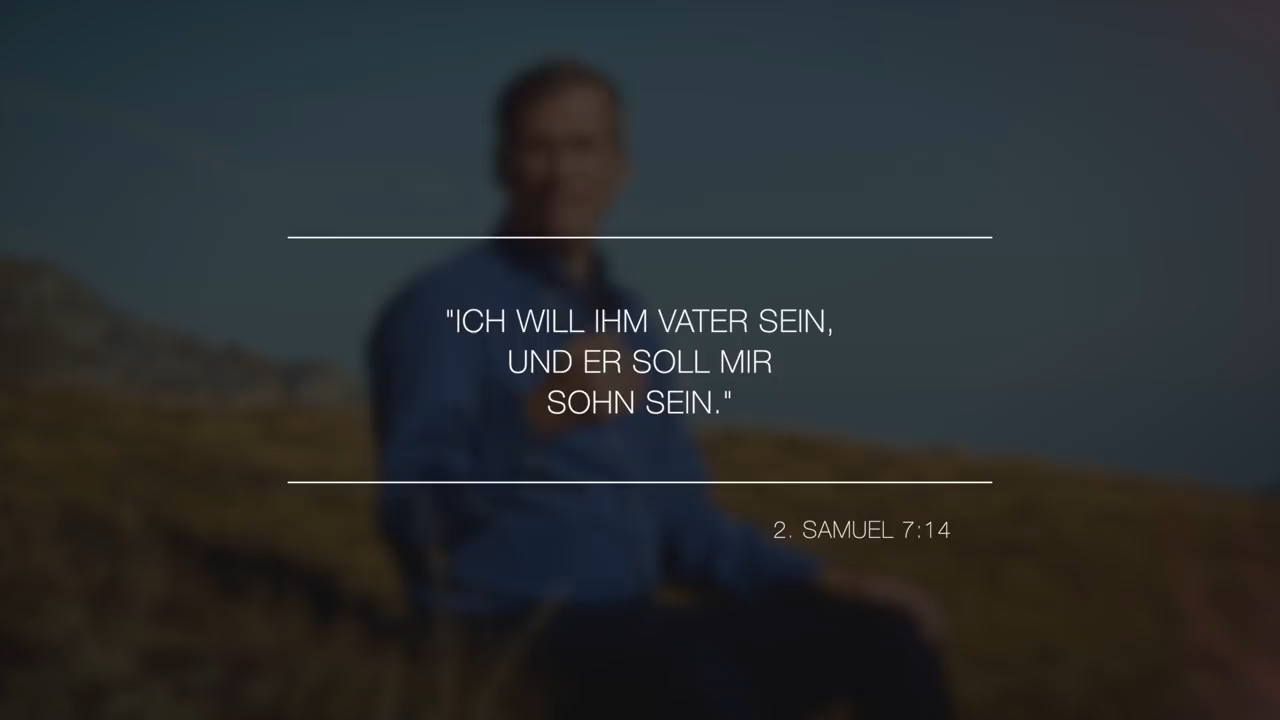 "ICH WILL IHM VATER SEIN,
UND ER SOLL MIR
SOHN SEIN."
2. SAMUEL 7:14